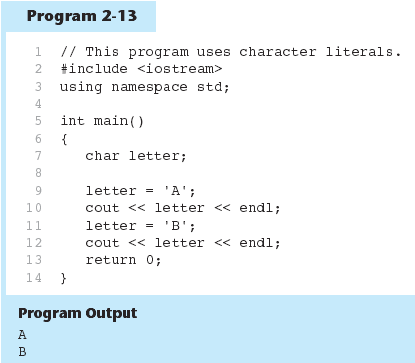 Program 2-13
1 // This program uses character literals.
2 #include <iostream>
3 using namespace std;
4
5 int main()
6 {
7    char letter;
8
9    letter = 'A';
10    cout << letter << endl;
11    letter = 'B';
12    cout << letter << endl;
13    return 0;
14 }
Program Output
A
B